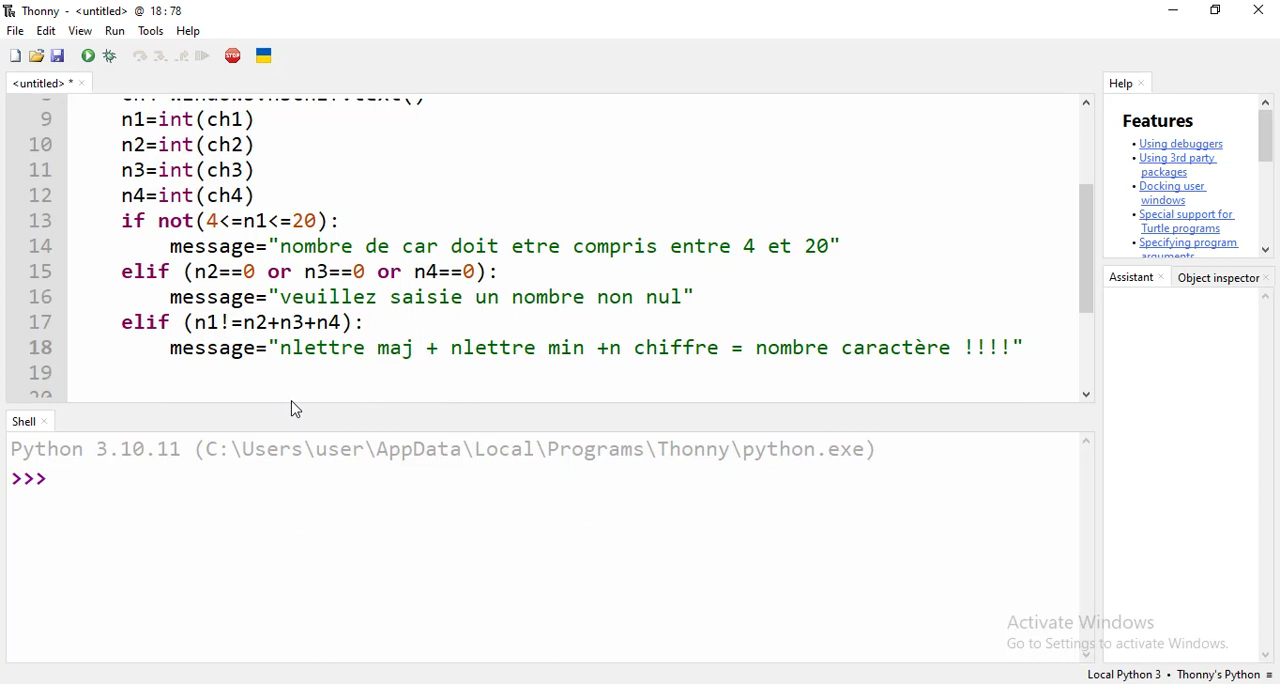 Thonny - <untitled> @ 18:78
File Edit View Run Tools Help
STOP
<untitled> * ×
9 n1=int(ch1)
10 n2=int(ch2)
11 n3=int(ch3)
12 n4=int(ch4)
13 if not(4<=n1<=20):
14 message="nombre de car doit etre compris entre 4 et 20"
15 elif (n2==0 or n3==0 or n4==0):
16 message="veuillez saisie un nombre non nul"
17 elif (n1!=n2+n3+n4):
18 message="nlettre maj + nlettre min +n chiffre = nombre caractère !!!!"
19
20
Shell ×
Python 3.10.11 (C:\Users\user\AppData\Local\Programs\Thonny\python.exe)
>>>
Help ×
Features
• Using debuggers
• Using 3rd party
packages
• Docking user
windows
• Special support for
Turtle programs
• Specifying program
arguments
Assistant × Object inspector ×
Activate Windows
Go to Settings to activate Windows.
Local Python 3 • Thonny's Python ≡